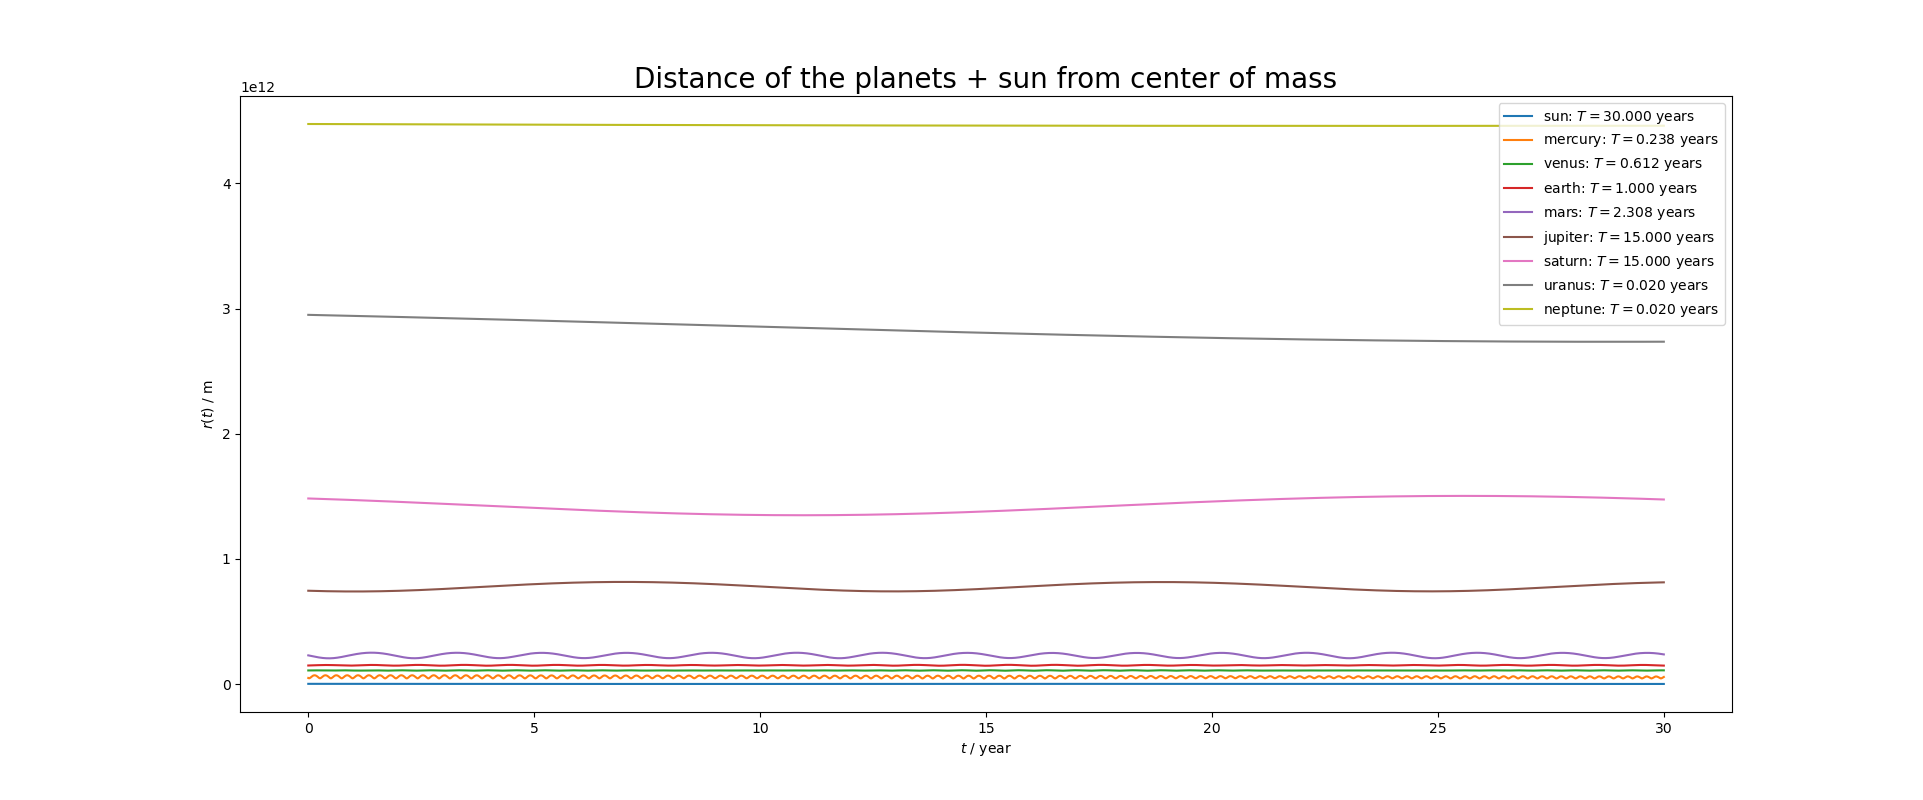 Distance of the planets + sun from center of mass
1e12
4
3
2
1
0
r(t) / m
0 5 10 15 20 25 30
t / year
sun: T = 30.000 years
mercury: T = 0.238 years
venus: T = 0.612 years
earth: T = 1.000 years
mars: T = 2.308 years
jupiter: T = 15.000 years
saturn: T = 15.000 years
uranus: T = 0.020 years
neptune: T = 0.020 years